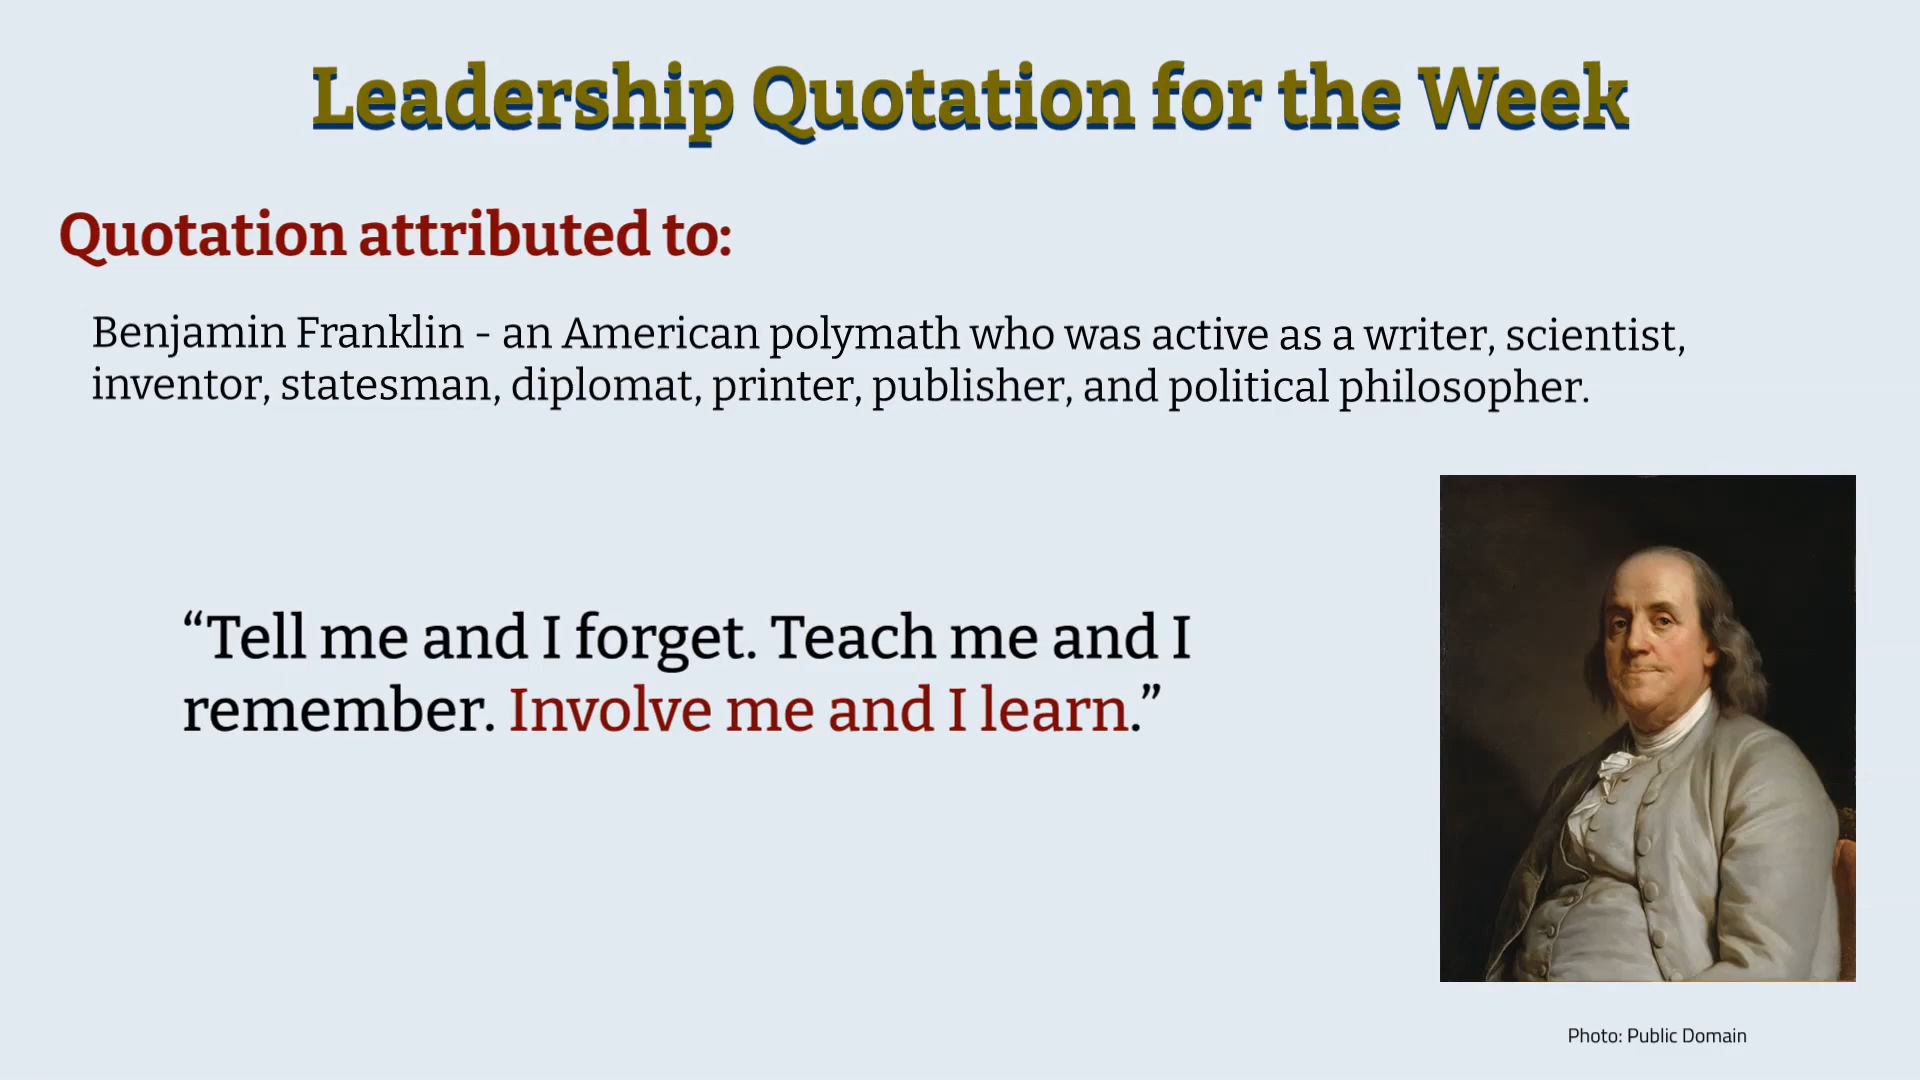 Leadership Quotation for the Week
Quotation attributed to:
Benjamin Franklin - an American polymath who was active as a writer, scientist,
inventor, statesman, diplomat, printer, publisher, and political philosopher.
“Tell me and I forget. Teach me and I
remember. Involve me and I learn.”
Photo: Public Domain